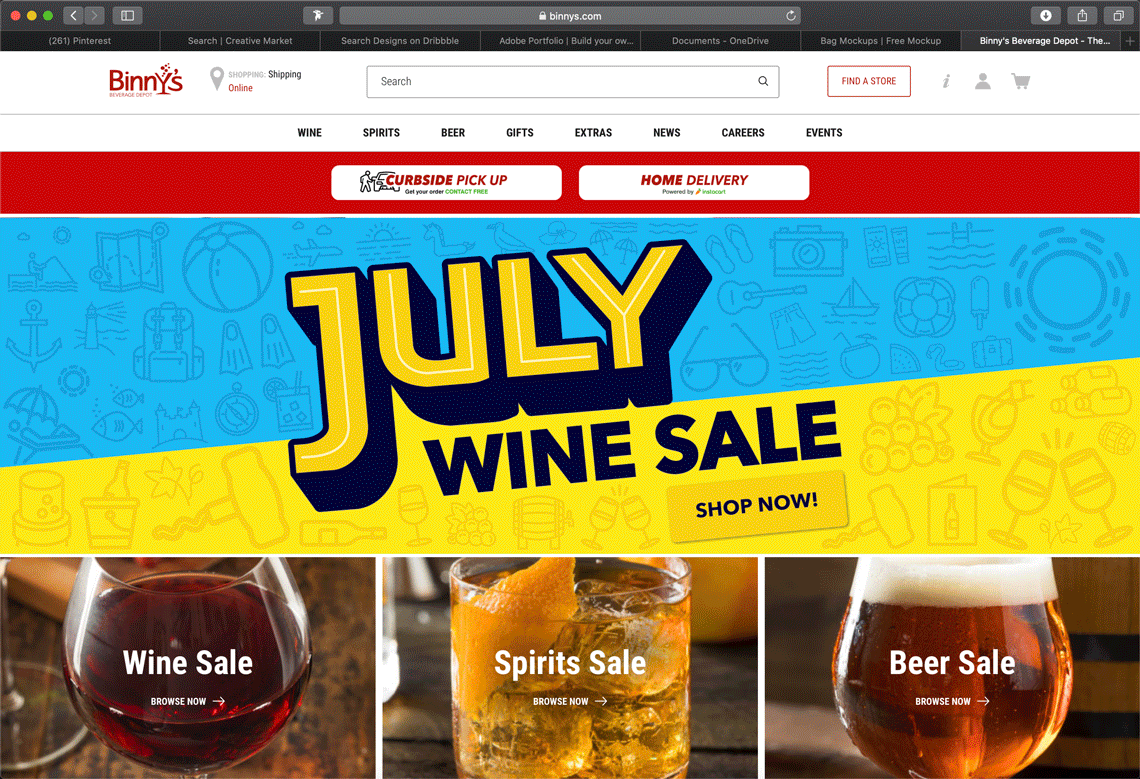 binnys.com
(261) Pinterest
Search | Creative Market
Search Designs on Dribbble
Adobe Portfolio | Build your ow...
Documents - OneDrive
Bag Mockups | Free Mockup
Binny's Beverage Depot - The...
BINNY'S
BEVERAGE DEPOT
SHOPPING: Shipping
Online
Search
FIND A STORE
i
WINE
SPIRITS
BEER
GIFTS
EXTRAS
NEWS
CAREERS
EVENTS
CURBSIDE PICK UP
Get your order CONTACT FREE
HOME DELIVERY
Powered by instacart
JULY
WINE SALE
SHOP NOW!
Wine Sale
BROWSE NOW
Spirits Sale
BROWSE NOW
Beer Sale
BROWSE NOW